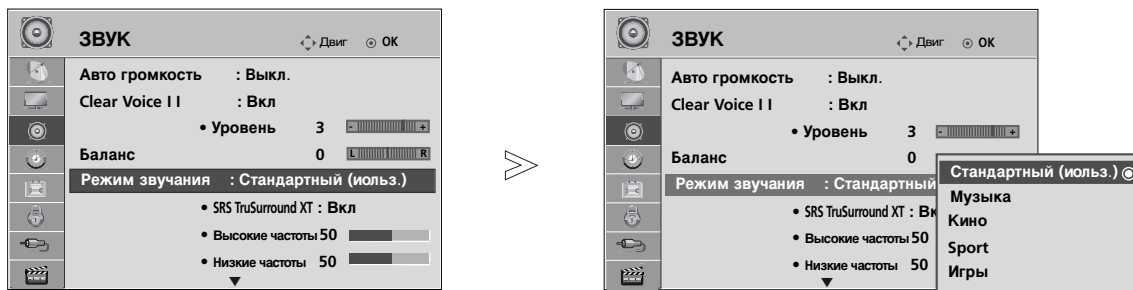 ЗВУК Двиг OK
Авто громкость : Выкл.
Clear Voice I I : Вкл
• Уровень 3 - +
Баланс 0 L R
Режим звучания : Стандартный (иольз.)
• SRS TruSurround XT : Вкл
• Высокие частоты 50
• Низкие частоты 50
>
ЗВУК Двиг OK
Авто громкость : Выкл.
Clear Voice I I : Вкл
• Уровень 3 - +
Баланс 0
Режим звучания : Стандартный
• SRS TruSurround XT : Вк
• Высокие частоты 50
• Низкие частоты 50
Стандартный (иольз.)
Музыка
Кино
Sport
Игры